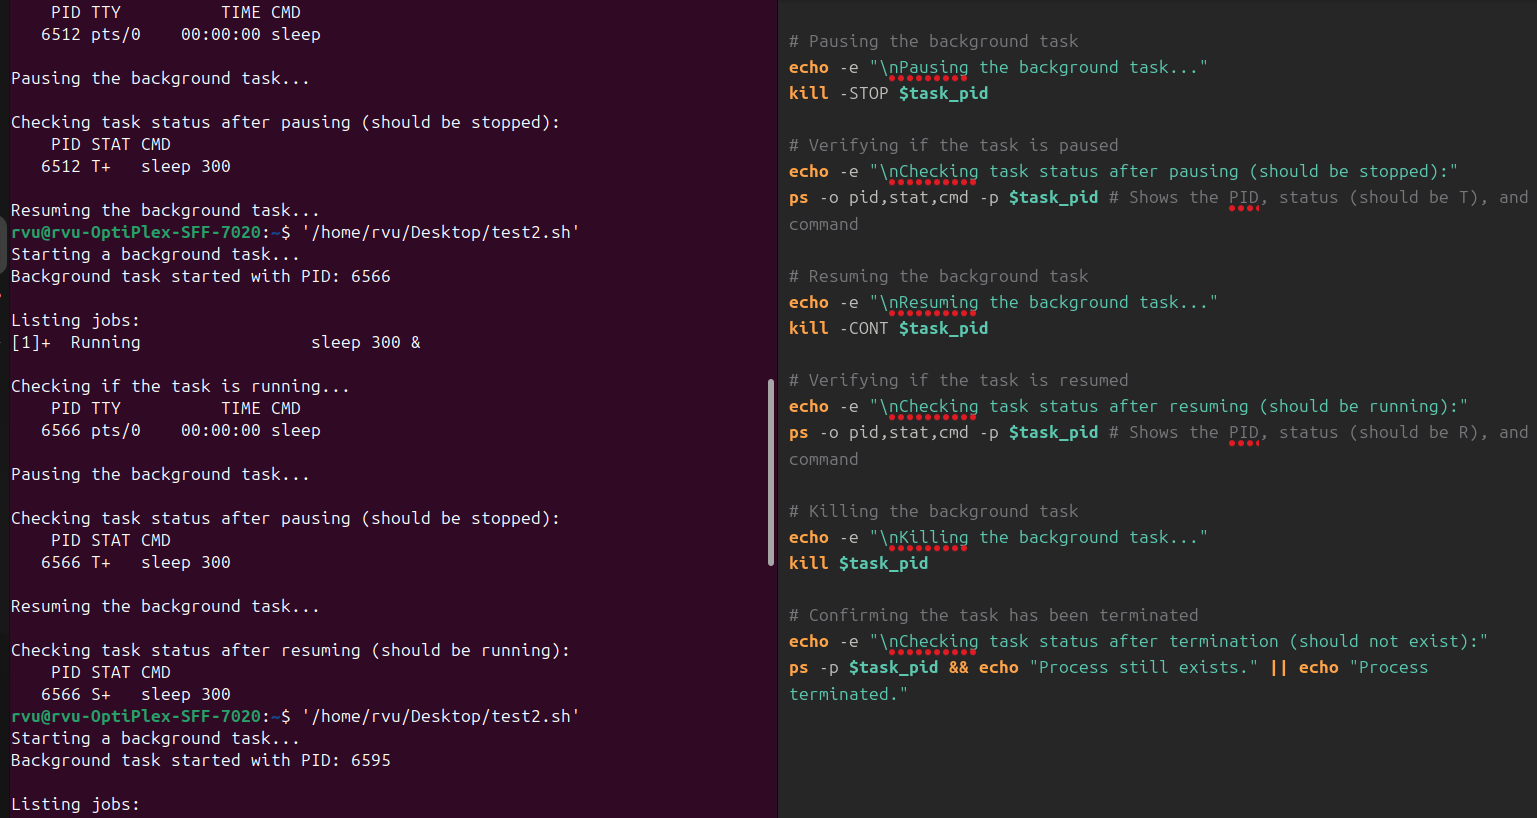 PID TTY          TIME CMD
   6512 pts/0    00:00:00 sleep
Pausing the background task...
Checking task status after pausing (should be stopped):
    PID STAT CMD
   6512 T+   sleep 300
Resuming the background task...
rvu@rvu-OptiPlex-SFF-7020:~$ '/home/rvu/Desktop/test2.sh'
Starting a background task...
Background task started with PID: 6566
Listing jobs:
[1]+  Running                 sleep 300 &
Checking if the task is running...
    PID TTY          TIME CMD
   6566 pts/0    00:00:00 sleep
Pausing the background task...
Checking task status after pausing (should be stopped):
    PID STAT CMD
   6566 T+   sleep 300
Resuming the background task...
Checking task status after resuming (should be running):
    PID STAT CMD
   6566 S+   sleep 300
rvu@rvu-OptiPlex-SFF-7020:~$ '/home/rvu/Desktop/test2.sh'
Starting a background task...
Background task started with PID: 6595
Listing jobs:
# Pausing the background task
echo -e "\nPausing the background task..."
kill -STOP $task_pid
# Verifying if the task is paused
echo -e "\nChecking task status after pausing (should be stopped):"
ps -o pid,stat,cmd -p $task_pid # Shows the PID, status (should be T), and
command
# Resuming the background task
echo -e "\nResuming the background task..."
kill -CONT $task_pid
# Verifying if the task is resumed
echo -e "\nChecking task status after resuming (should be running):"
ps -o pid,stat,cmd -p $task_pid # Shows the PID, status (should be R), and
command
# Killing the background task
echo -e "\nKilling the background task..."
kill $task_pid
# Confirming the task has been terminated
echo -e "\nChecking task status after termination (should not exist):"
ps -p $task_pid && echo "Process still exists." || echo "Process
terminated."